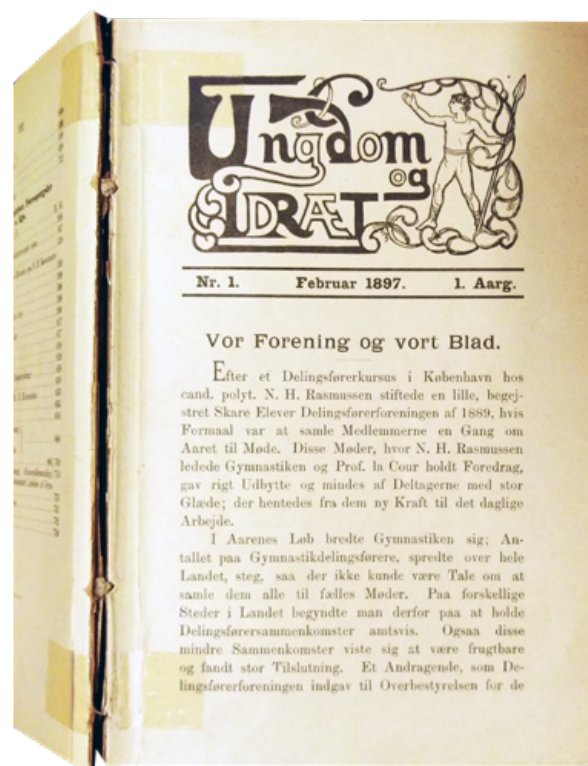 Ungdom
og
IDRÆT
Nr. 1. Februar 1897. 1. Aarg.
Vor Forening og vort Blad.
Efter et Delingsførerkursus i København hos
cand. polyt. N. H. Rasmussen stiftede en lille, begej-
stret Skare Elever Delingsførerforeningen af 1889, hvis
Formaal var at samle Medlemmerne en Gang om
Aaret til Møde. Disse Møder, hvor N. H. Rasmussen
ledede Gymnastiken og Prof. la Cour holdt Foredrag,
gav rigt Udbytte og mindes af Deltagerne med stor
Glæde; der hentedes fra dem ny Kraft til det daglige
Arbejde.
I Aarenes Løb bredte Gymnastiken sig; An-
tallet paa Gymnastikdelingsførere, spredte over hele
Landet, steg, saa der ikke kunde være Tale om at
samle dem alle til fælles Møder. Paa forskellige
Steder i Landet begyndte man derfor paa at holde
Delingsførersammenkomster amtsvis. Ogsaa disse
mindre Sammenkomster viste sig at være frugtbare
og fandt stor Tilslutning. Et Andragende, som De-
lingsførerforeningen indgav til Overbestyrelsen for de